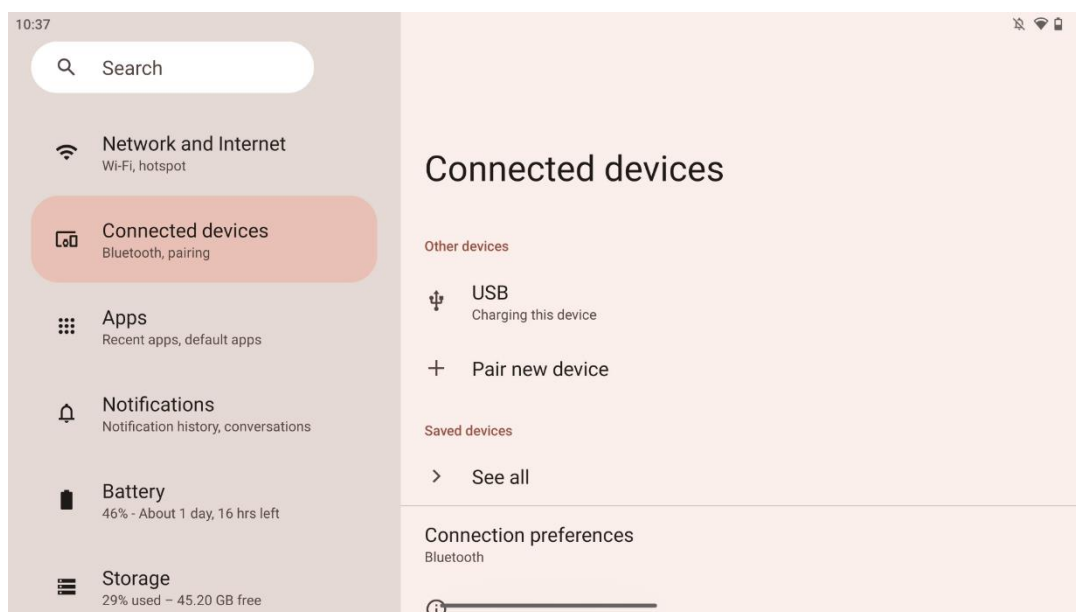 10:37
Search
Network and Internet
Wi-Fi, hotspot
Connected devices
Bluetooth, pairing
Apps
Recent apps, default apps
Notifications
Notification history, conversations
Battery
46% - About 1 day, 16 hrs left
Storage
29% used – 45.20 GB free
Connected devices
Other devices
USB
Charging this device
Pair new device
Saved devices
See all
Connection preferences
Bluetooth